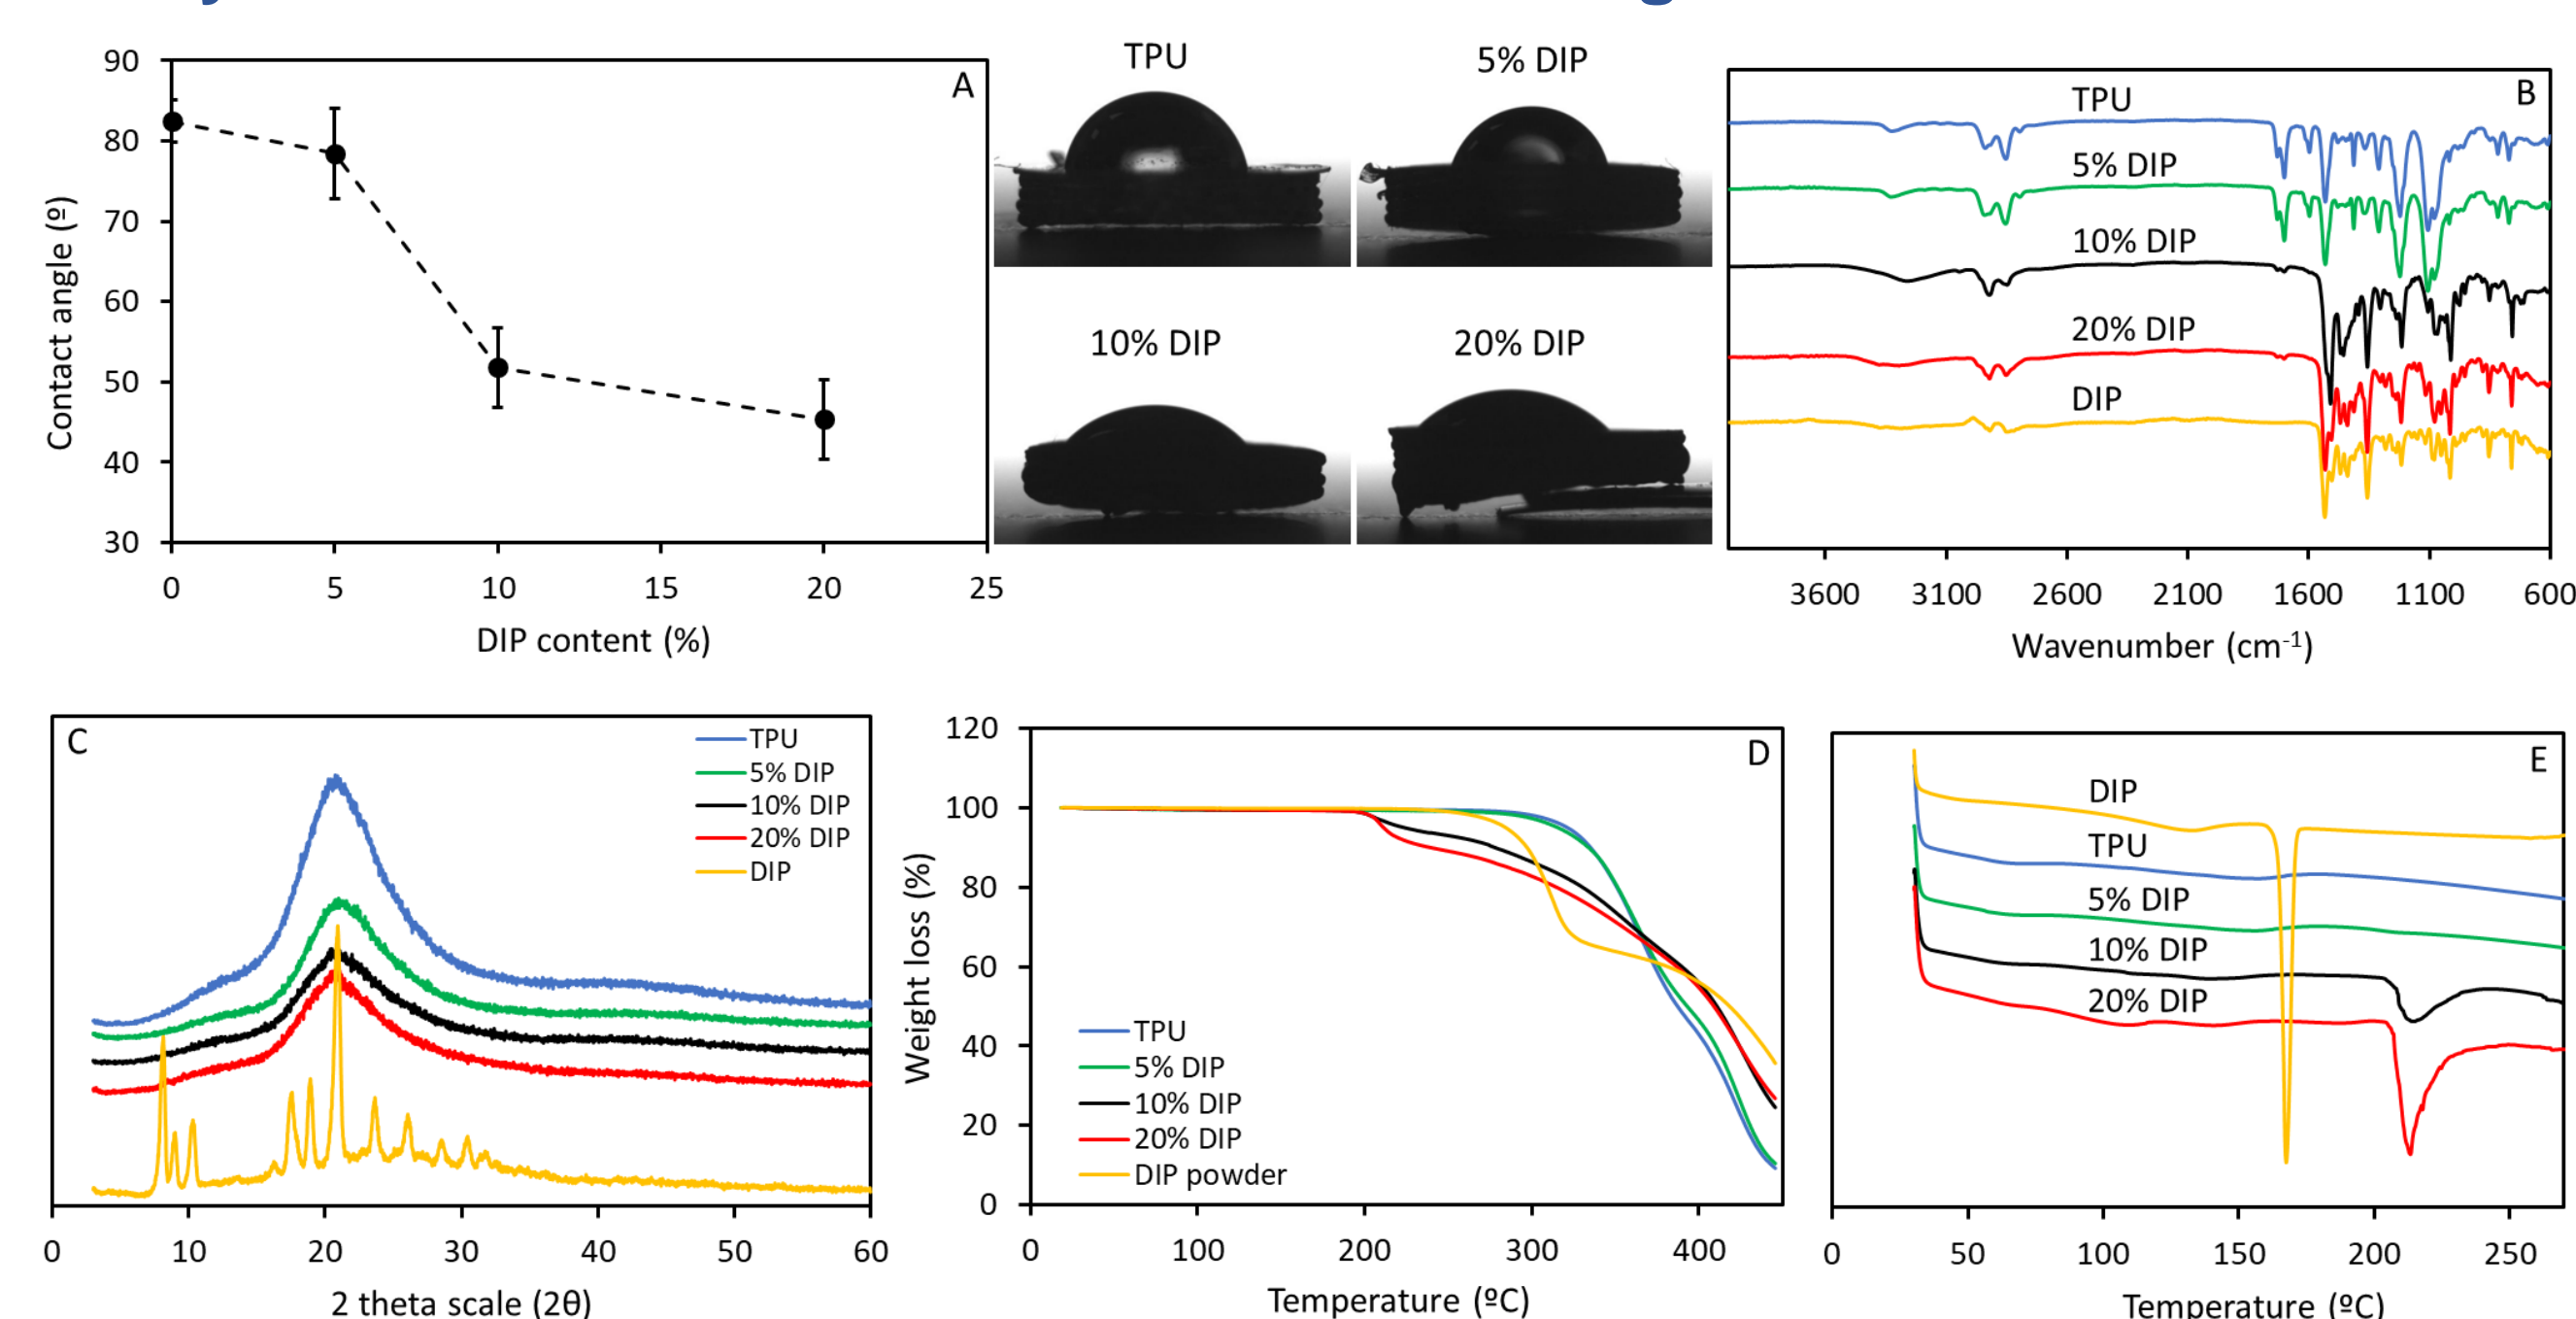 A
90
80
70
60
50
40
30
0 5 10 15 20 25
Contact angle (º)
DIP content (%)
TPU
5% DIP
10% DIP
20% DIP
B
TPU
5% DIP
10% DIP
20% DIP
DIP
3600 3100 2600 2100 1600 1100 600
Wavenumber (cm-1)
C
TPU
5% DIP
10% DIP
20% DIP
DIP
0 10 20 30 40 50 60
2 theta scale (2θ)
D
120
100
80
60
40
20
0
Weight loss (%)
TPU
5% DIP
10% DIP
20% DIP
DIP powder
0 100 200 300 400
Temperature (ºC)
E
DIP
TPU
5% DIP
10% DIP
20% DIP
0 50 100 150 200 250
Temperature (ºC)